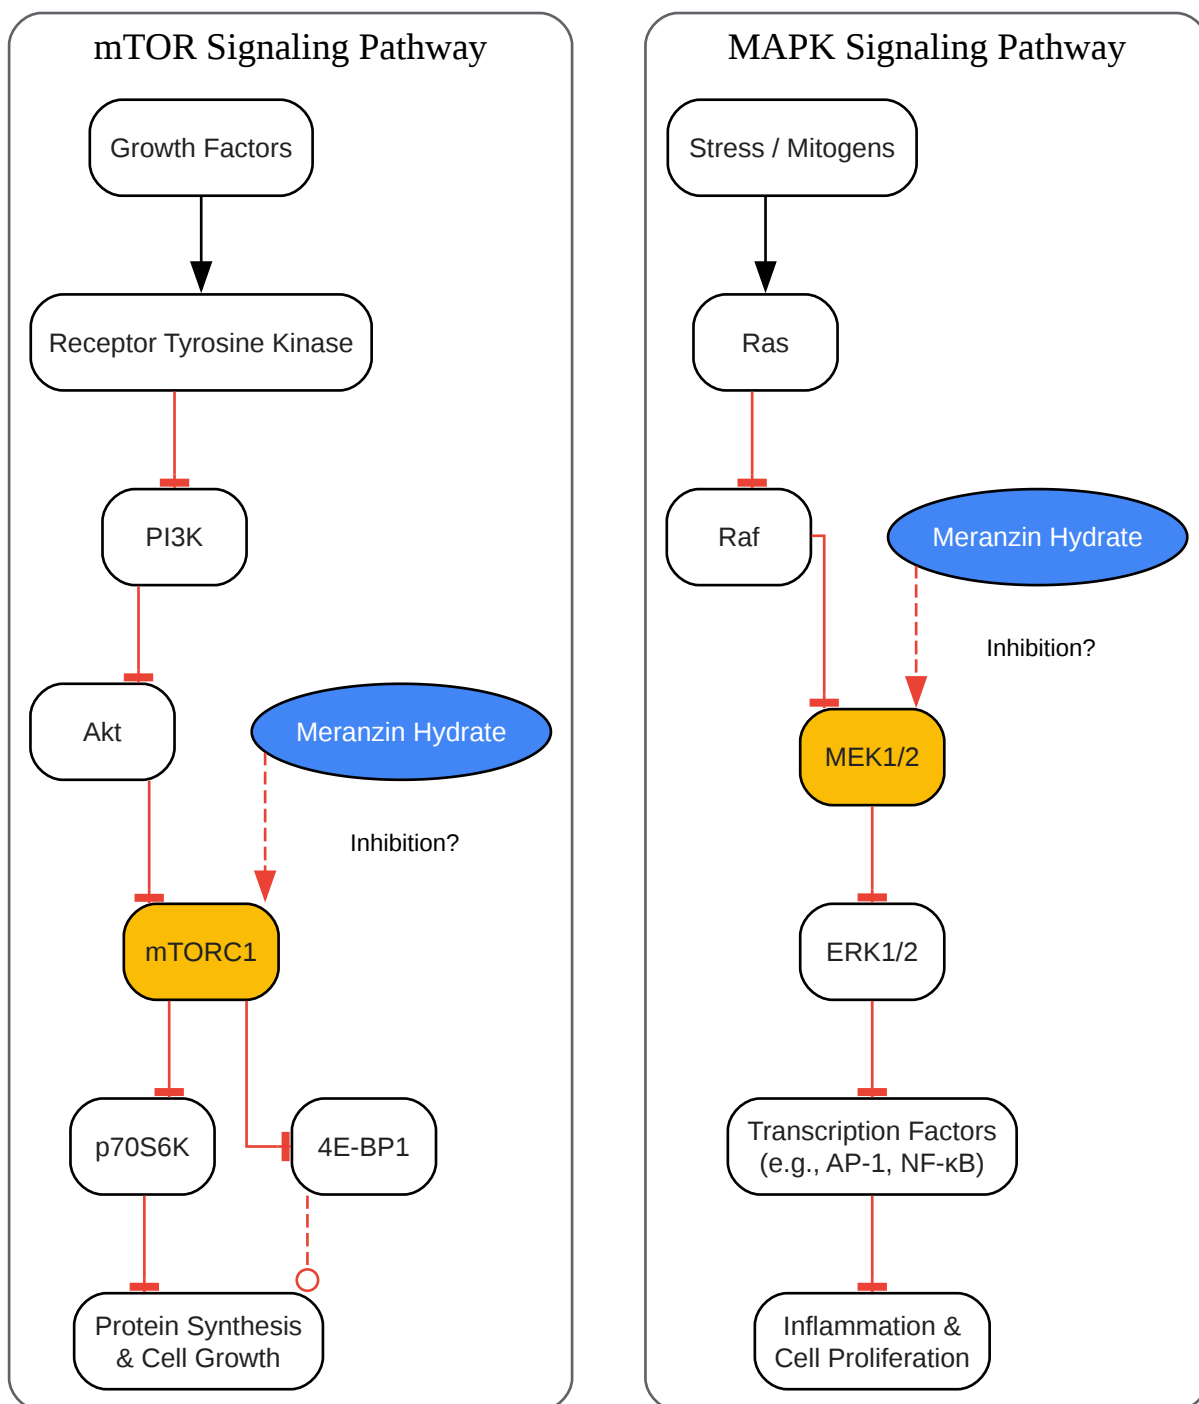 mTOR Signaling Pathway
Growth Factors
Receptor Tyrosine Kinase
PI3K
Akt
Meranzin Hydrate
Inhibition?
mTORC1
p70S6K
4E-BP1
Protein Synthesis
& Cell Growth
MAPK Signaling Pathway
Stress / Mitogens
Ras
Raf
Meranzin Hydrate
Inhibition?
MEK1/2
ERK1/2
Transcription Factors
(e.g., AP-1, NF-κB)
Inflammation &
Cell Proliferation